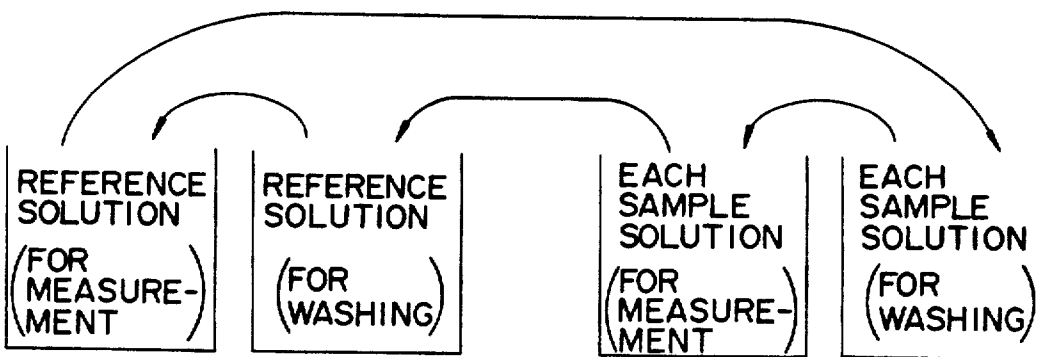 REFERENCE
SOLUTION
(FOR
MEASURE-
MENT)
REFERENCE
SOLUTION
(FOR
WASHING)
EACH
SAMPLE
SOLUTION
(FOR
MEASURE-
MENT)
EACH
SAMPLE
SOLUTION
(FOR
WASHING)